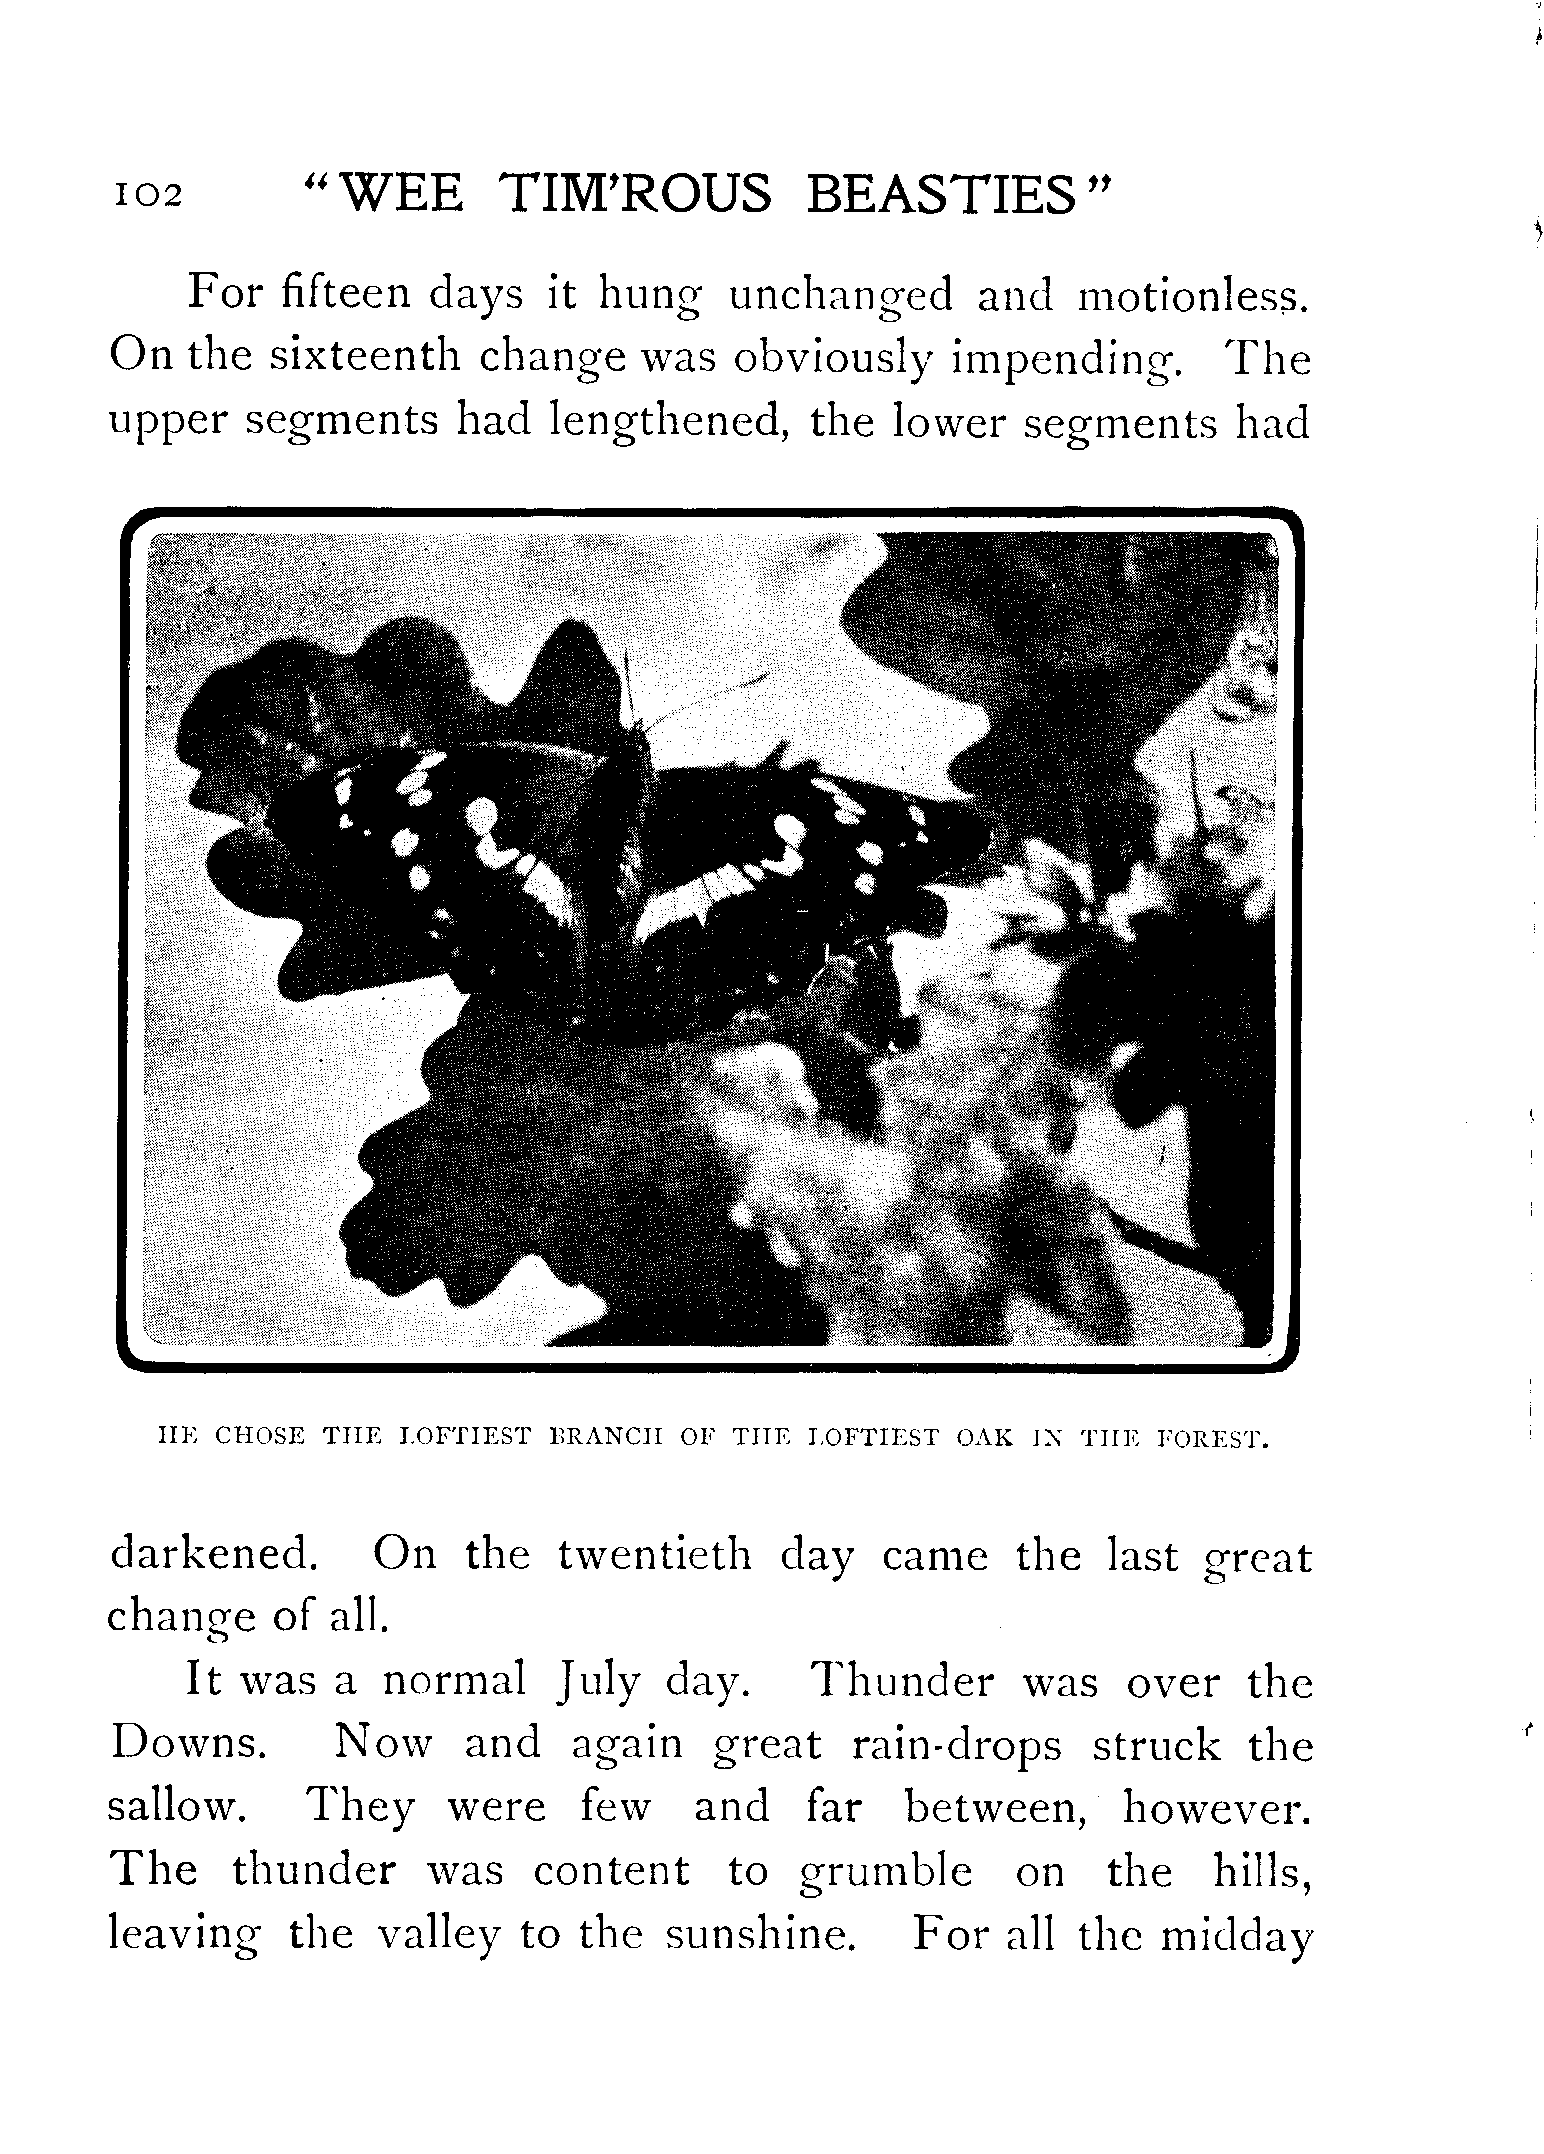 102 "WEE TIM'ROUS BEASTIES"
For fifteen days it hung unchanged and motionless.
On the sixteenth change was obviously impending. The
upper segments had lengthened, the lower segments had
HE CHOSE THE LOFTIEST BRANCH OF THE LOFTIEST OAK IN THE FOREST.
darkened. On the twentieth day came the last great
change of all.
It was a normal July day. Thunder was over the
Downs. Now and again great rain-drops struck the
sallow. They were few and far between, however.
The thunder was content to grumble on the hills,
leaving the valley to the sunshine. For all the midday